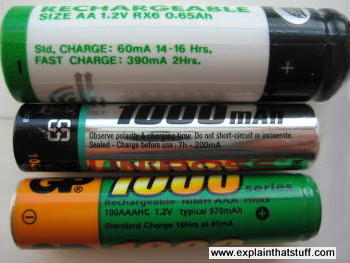 RECHARGEABLE
SIZE AA 1.2V RX6 0.65Ah
Std. CHARGE: 60mA 14-16 Hrs.
FAST CHARGE: 390mA 2Hrs.
+
1000mAH
Observe polarity & charging time. Do not short-circuit or incinerate.
Sealed - Charge before use : 7h - 200mA
GP 1000 series
Rechargeable NiMH AAA HR03
100AAAHC 1.2V typical 970mAh
Standard Charge 16Hrs at 95mA
1000
www.explainthatstuff.com